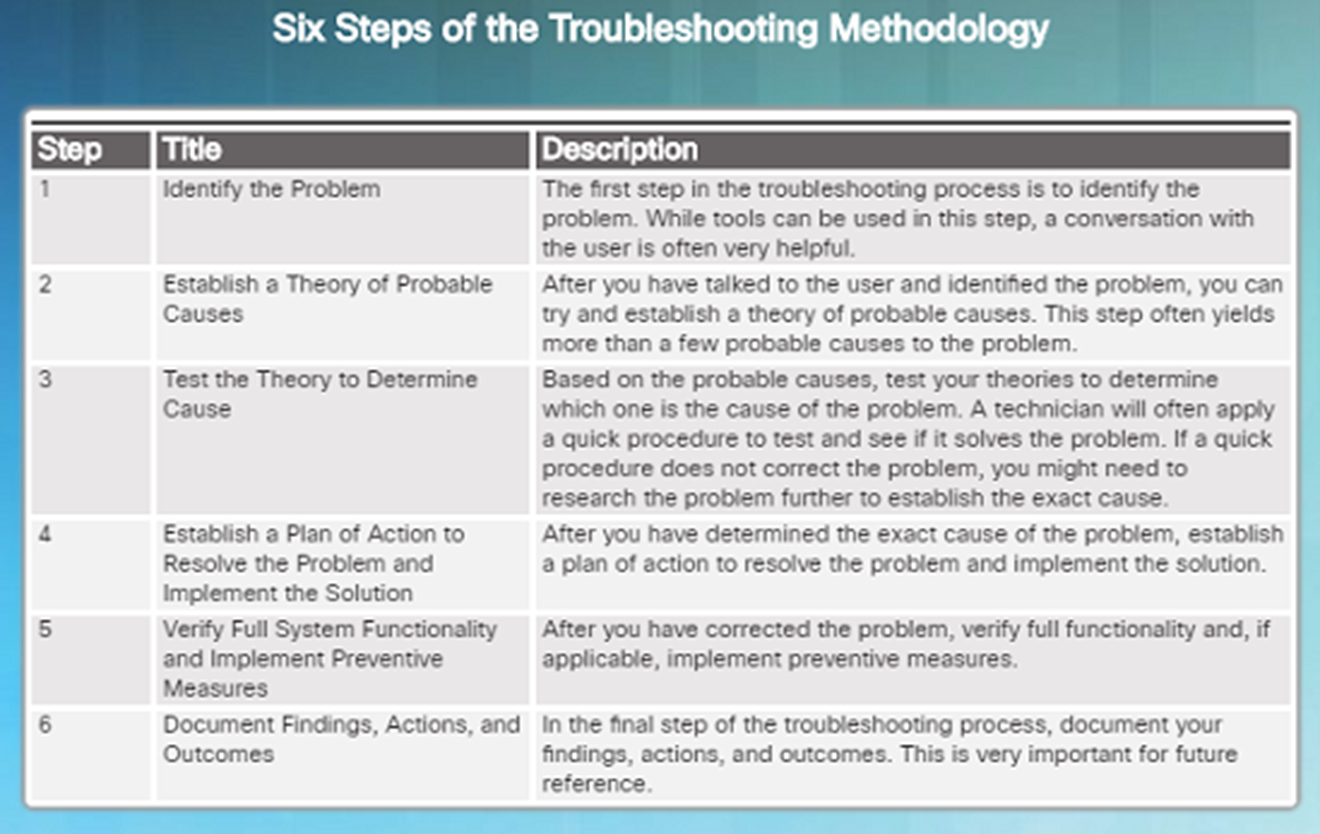 Six Steps of the Troubleshooting Methodology
Step Title Description
1 Identify the Problem The first step in the troubleshooting process is to identify the
problem. While tools can be used in this step, a conversation with
the user is often very helpful.
2 Establish a Theory of Probable After you have talked to the user and identified the problem, you can
Causes try and establish a theory of probable causes. This step often yields
more than a few probable causes to the problem.
3 Test the Theory to Determine Based on the probable causes, test your theories to determine
Cause which one is the cause of the problem. A technician will often apply
a quick procedure to test and see if it solves the problem. If a quick
procedure does not correct the problem, you might need to
research the problem further to establish the exact cause.
4 Establish a Plan of Action to After you have determined the exact cause of the problem, establish
Resolve the Problem and a plan of action to resolve the problem and implement the solution.
Implement the Solution
5 Verify Full System Functionality After you have corrected the problem, verify full functionality and, if
and Implement Preventive applicable, implement preventive measures.
Measures
6 Document Findings, Actions, and In the final step of the troubleshooting process, document your
Outcomes findings, actions, and outcomes. This is very important for future
reference.